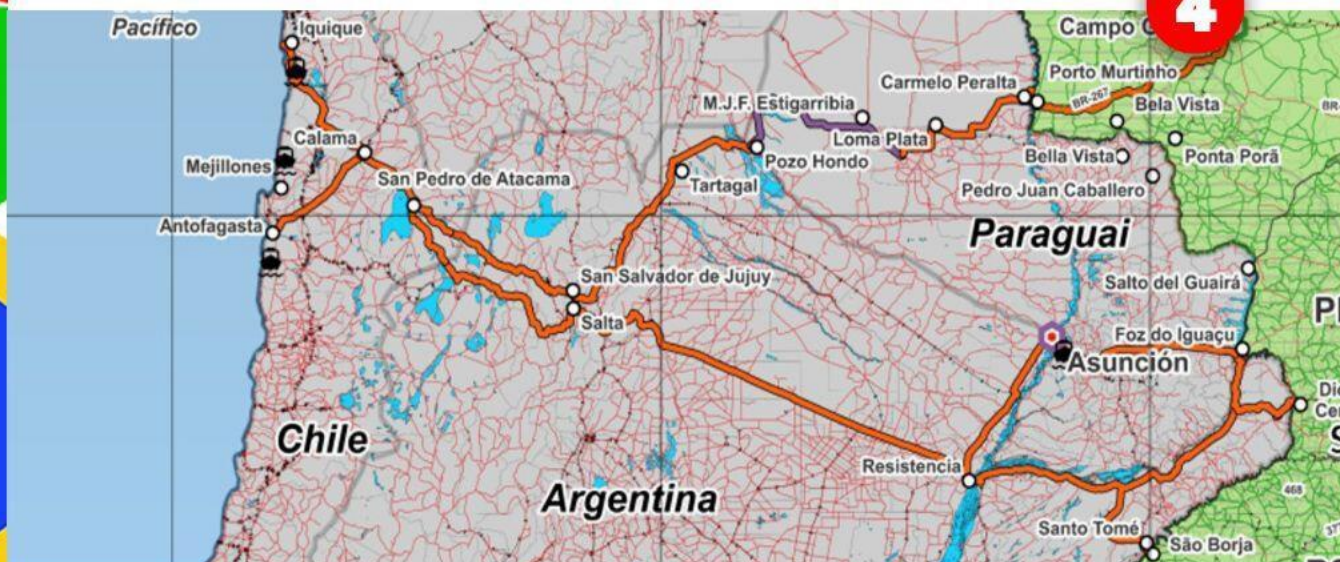 4
Pacífico
Iquique
Campo
Porto Murtinho
Carmelo Peralta
BR-267
Bela Vista
M.J.F. Estigarribia
Calama
Loma Plata
Mejillones
Pozo Hondo
Bella Vista
Ponta Porã
San Pedro de Atacama
Tartagal
Pedro Juan Caballero
Antofagasta
Paraguai
San Salvador de Jujuy
Salto del Guairá
Salta
Foz do Iguaçu
Asunción
Chile
Resistencia
Argentina
468
Santo Tomé
São Borja